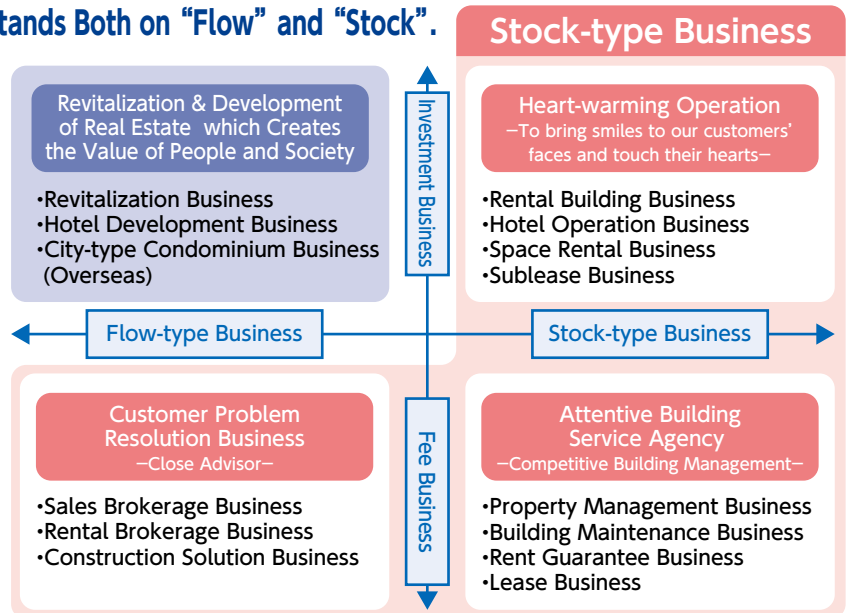 tands Both on “Flow” and “Stock”.
Stock-type Business
Revitalization & Development
of Real Estate which Creates
the Value of People and Society
・Revitalization Business
・Hotel Development Business
・City-type Condominium Business
(Overseas)
Investment Business
Heart-warming Operation
−To bring smiles to our customers’
faces and touch their hearts−
・Rental Building Business
・Hotel Operation Business
・Space Rental Business
・Sublease Business
Flow-type Business
Stock-type Business
Customer Problem
Resolution Business
−Close Advisor−
・Sales Brokerage Business
・Rental Brokerage Business
・Construction Solution Business
Fee Business
Attentive Building
Service Agency
−Competitive Building Management−
・Property Management Business
・Building Maintenance Business
・Rent Guarantee Business
・Lease Business